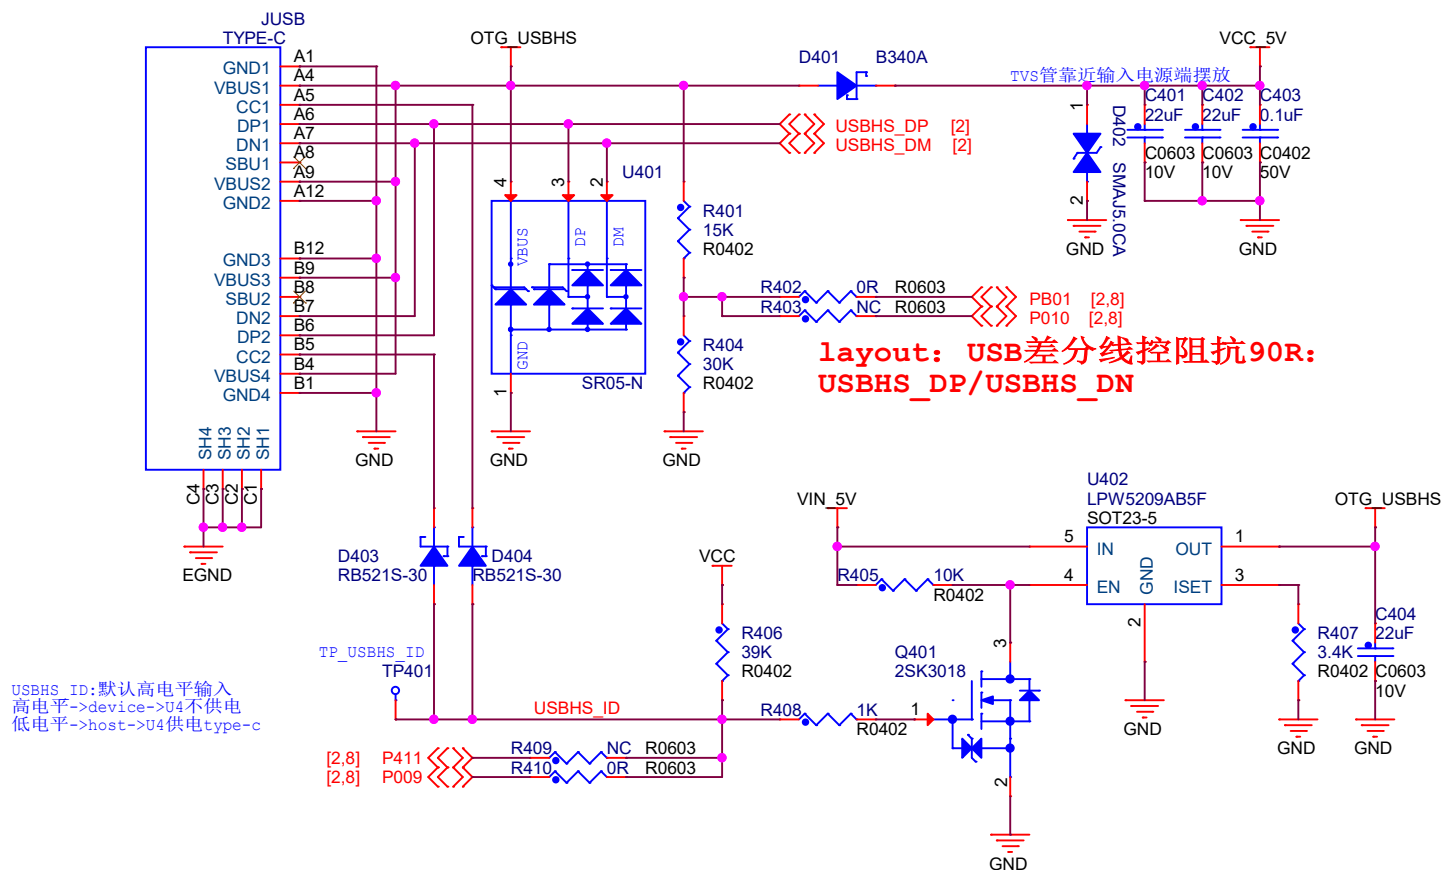 JUSB
TYPE-C
GND1 A1
VBUS1 A4
CC1 A5
DP1 A6
DN1 A7
SBU1 A8
VBUS2 A9
GND2 A12
GND3 B12
VBUS3 B9
SBU2 B8
DN2 B7
DP2 B6
CC2 B5
VBUS4 B4
GND4 B1
SH4 SH3 SH2 SH1
C4 C3 C2 C1
EGND
GND
OTG_USBHS
D401 B340A
VCC_5V
TVS管靠近输入电源端摆放
USBHS_DP [2]
USBHS_DM [2]
U401
4 3 2
VBUS DP DM
GND
SR05-N
1
GND
R401
15K
R0402
R404
30K
R0402
GND
R402 0R R0603 PB01 [2,8]
R403 NC R0603 P010 [2,8]
1
D402 SMAJ5.0CA
2
GND
C401
22uF
C0603
10V
C402
22uF
C0603
10V
C403
0.1uF
C0402
50V
GND
layout: USB差分线控阻抗90R:
USBHS_DP/USBHS_DN
D403
RB521S-30
D404
RB521S-30
VCC
R406
39K
R0402
TP_USBHS_ID
TP401
USBHS_ID
USBHS_ID:默认高电平输入
高电平->device->U4不供电
低电平->host->U4供电type-c
[2,8] P411 R409 NC R0603
[2,8] P009 R410 0R R0603
R408 1K
R0402
VIN_5V
R405 10K
R0402
Q401
2SK3018
1
3
2
GND
U402
LPW5209AB5F
SOT23-5
5 IN OUT 1
4 EN GND ISET 3
2
GND
OTG_USBHS
R407
3.4K
R0402
GND
C404
22uF
C0603
10V
GND